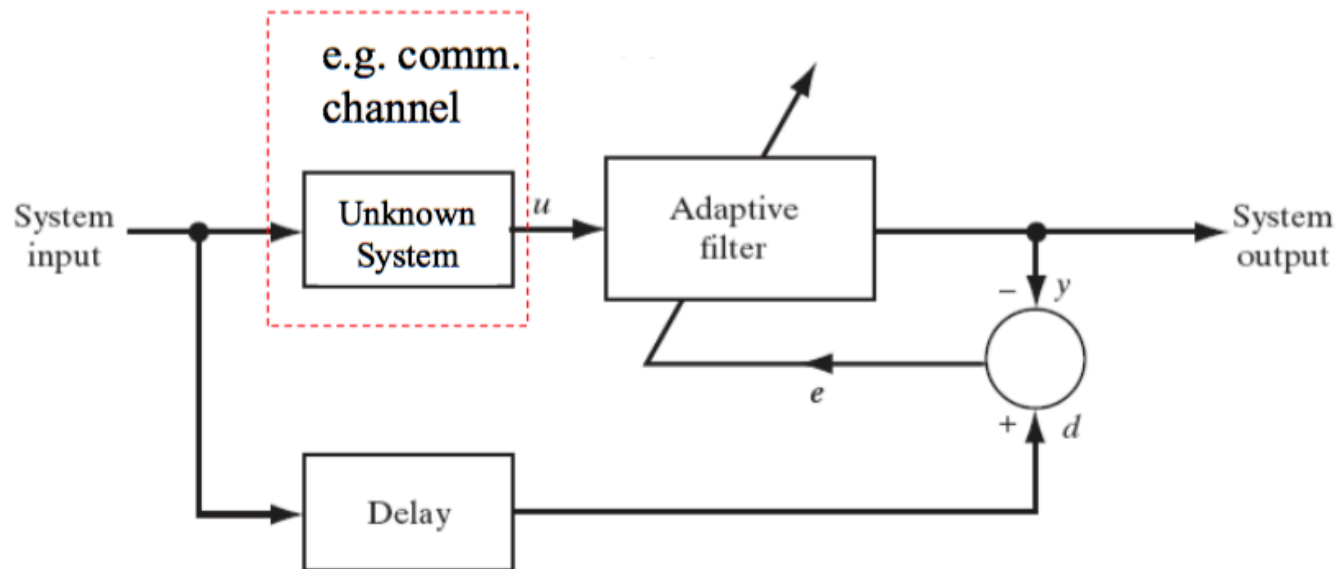 e.g. comm.
channel
System
input
Unknown
System
u
Adaptive
filter
System
output
– y
e
+ d
Delay